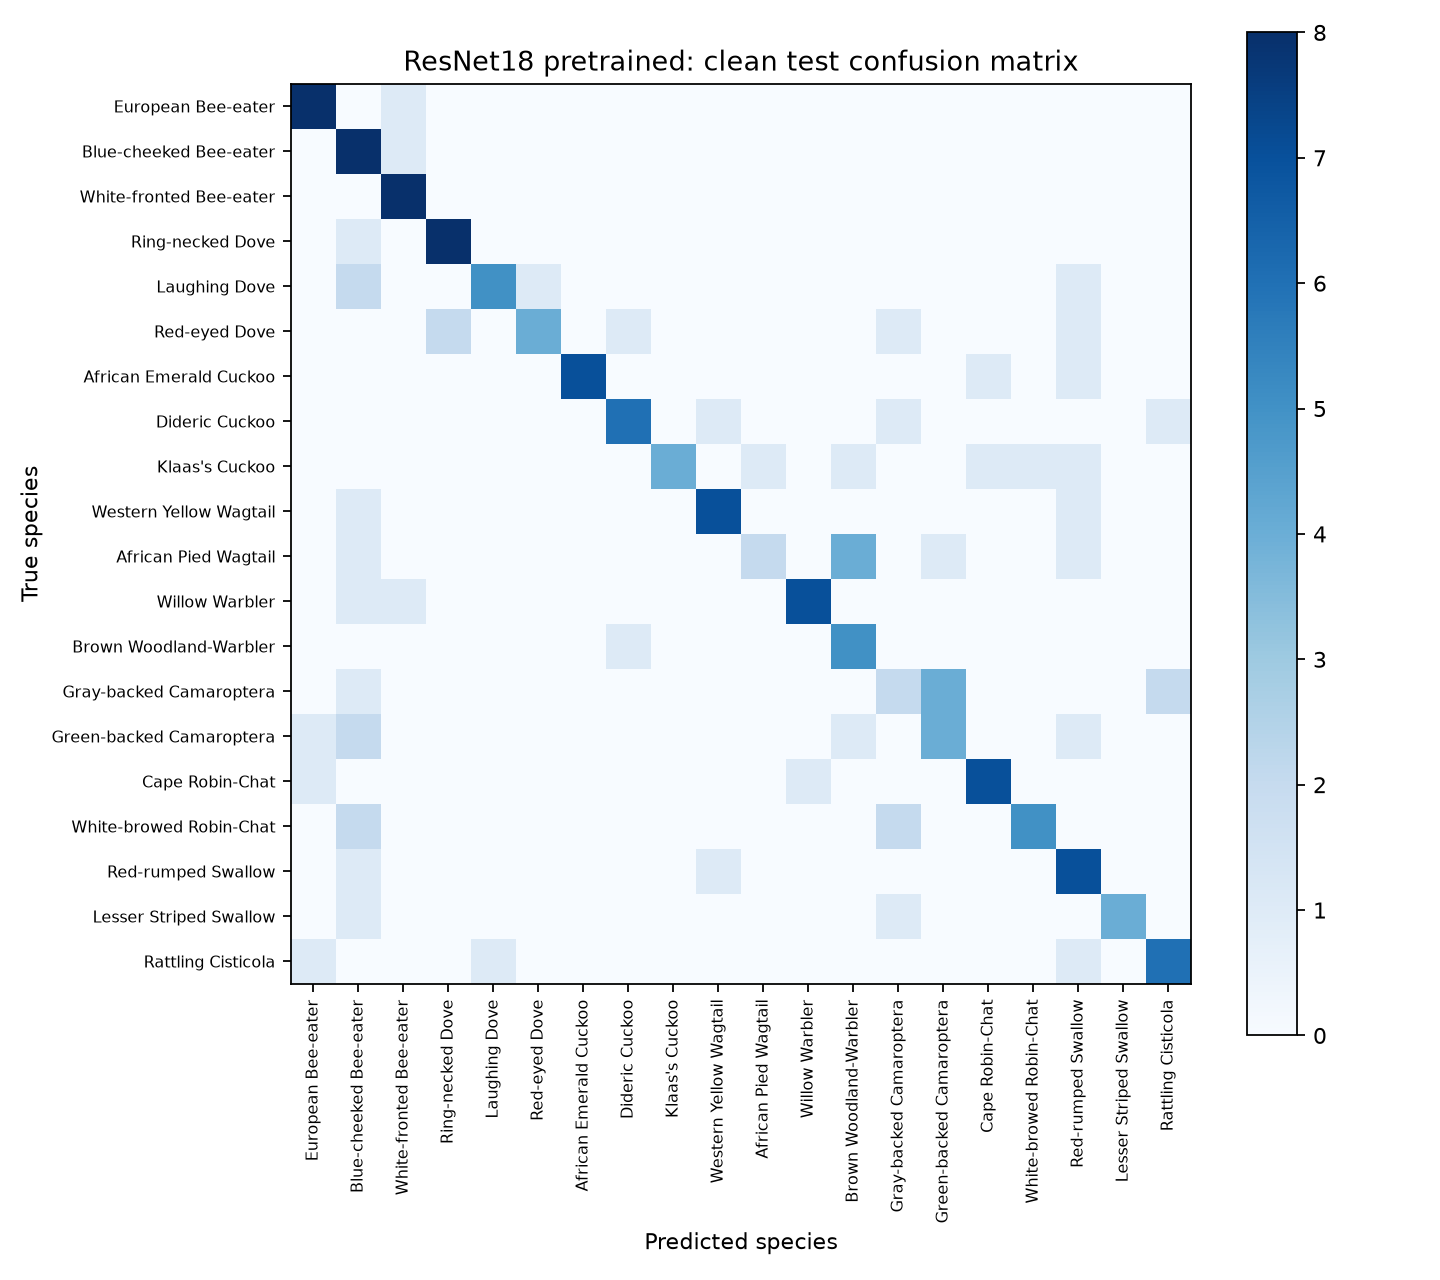 ResNet18 pretrained: clean test confusion matrix
True species
European Bee-eater
Blue-cheeked Bee-eater
White-fronted Bee-eater
Ring-necked Dove
Laughing Dove
Red-eyed Dove
African Emerald Cuckoo
Dideric Cuckoo
Klaas's Cuckoo
Western Yellow Wagtail
African Pied Wagtail
Willow Warbler
Brown Woodland-Warbler
Gray-backed Camaroptera
Green-backed Camaroptera
Cape Robin-Chat
White-browed Robin-Chat
Red-rumped Swallow
Lesser Striped Swallow
Rattling Cisticola
European Bee-eater
Blue-cheeked Bee-eater
White-fronted Bee-eater
Ring-necked Dove
Laughing Dove
Red-eyed Dove
African Emerald Cuckoo
Dideric Cuckoo
Klaas's Cuckoo
Western Yellow Wagtail
African Pied Wagtail
Willow Warbler
Brown Woodland-Warbler
Gray-backed Camaroptera
Green-backed Camaroptera
Cape Robin-Chat
White-browed Robin-Chat
Red-rumped Swallow
Lesser Striped Swallow
Rattling Cisticola
Predicted species
8
7
6
5
4
3
2
1
0